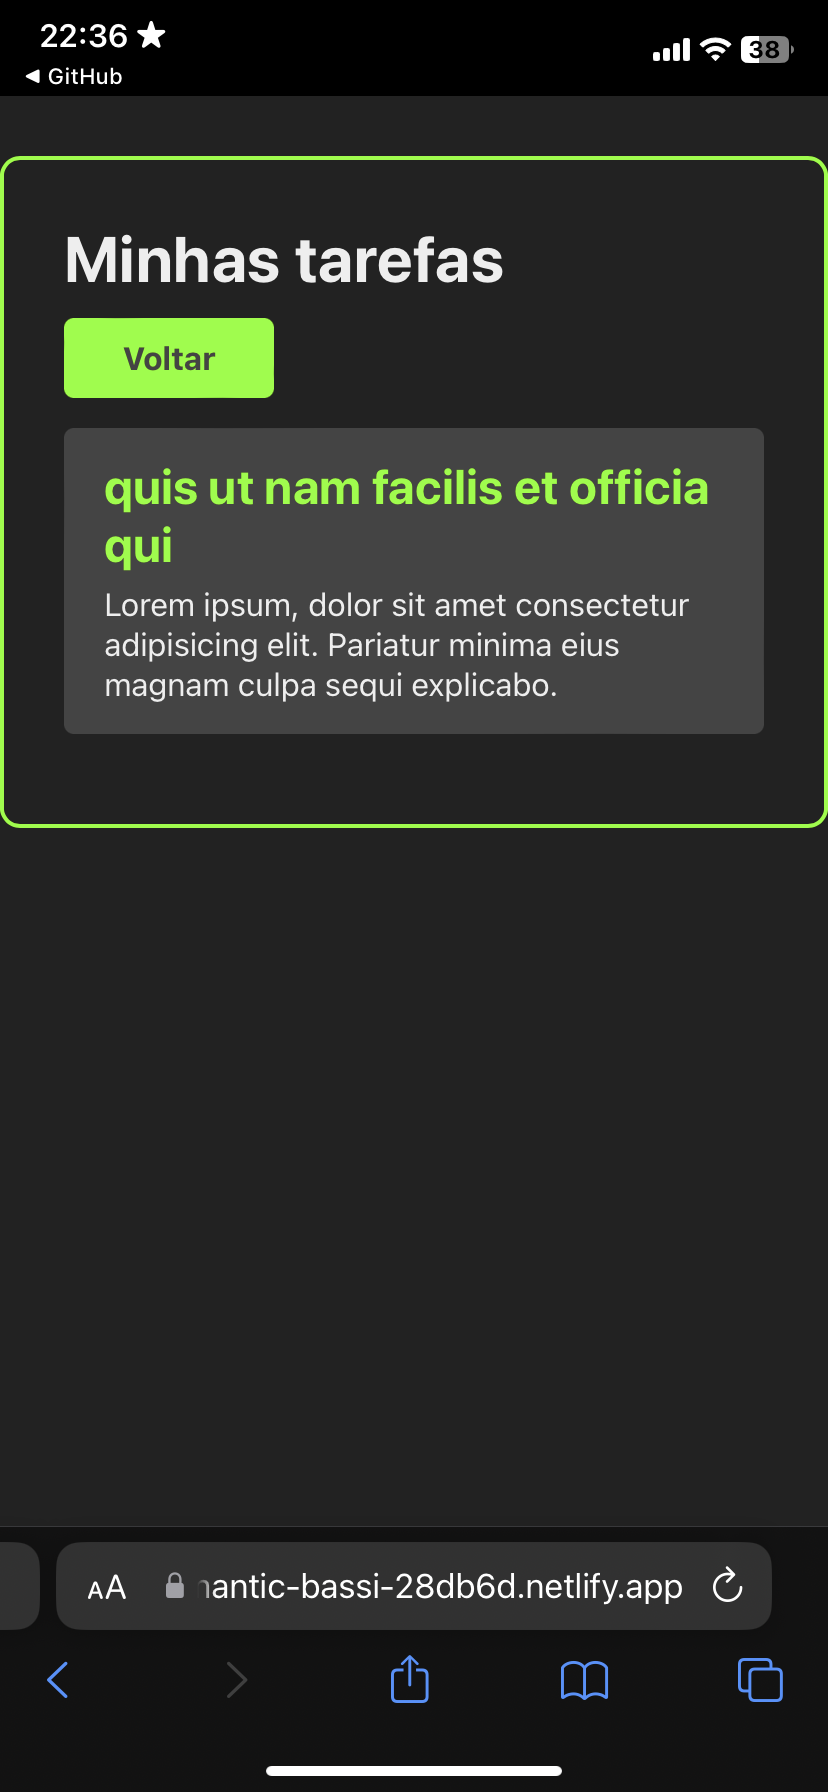 22:36
GitHub
38
Minhas tarefas
Voltar
quis ut nam facilis et officia
qui
Lorem ipsum, dolor sit amet consectetur
adipisicing elit. Pariatur minima eius
magnam culpa sequi explicabo.
AA
antic-bassi-28db6d.netlify.app